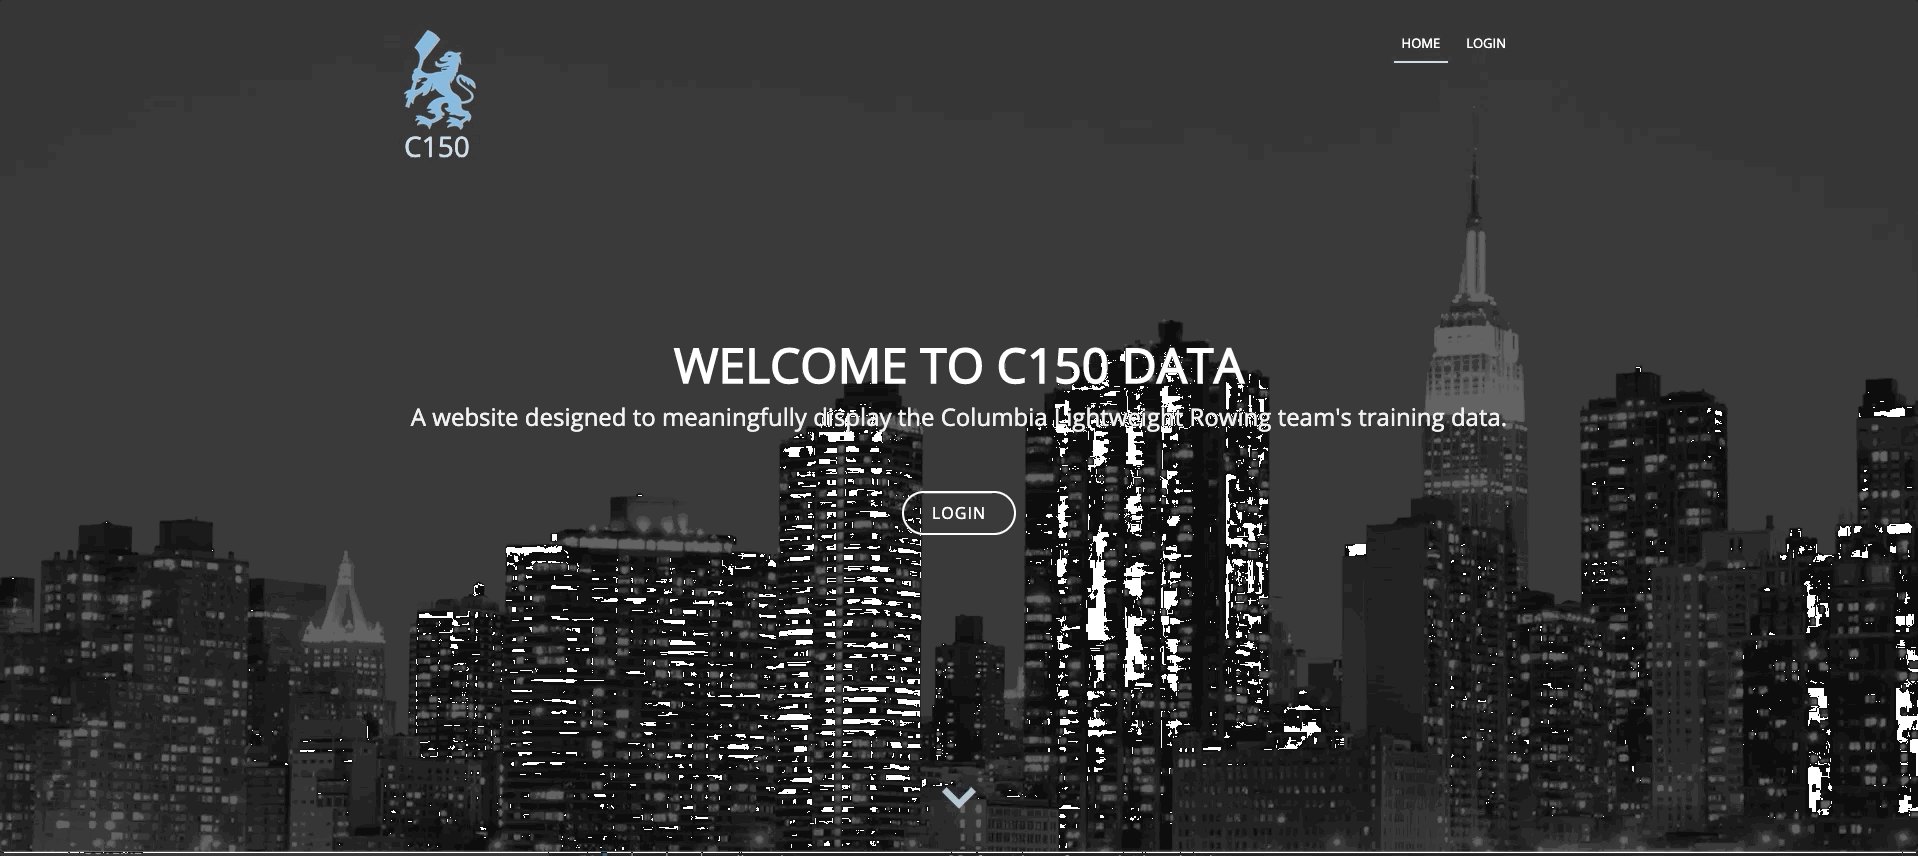 C150
HOME LOGIN
WELCOME TO C150 DATA
A website designed to meaningfully display the Columbia Lightweight Rowing team's training data.
LOGIN